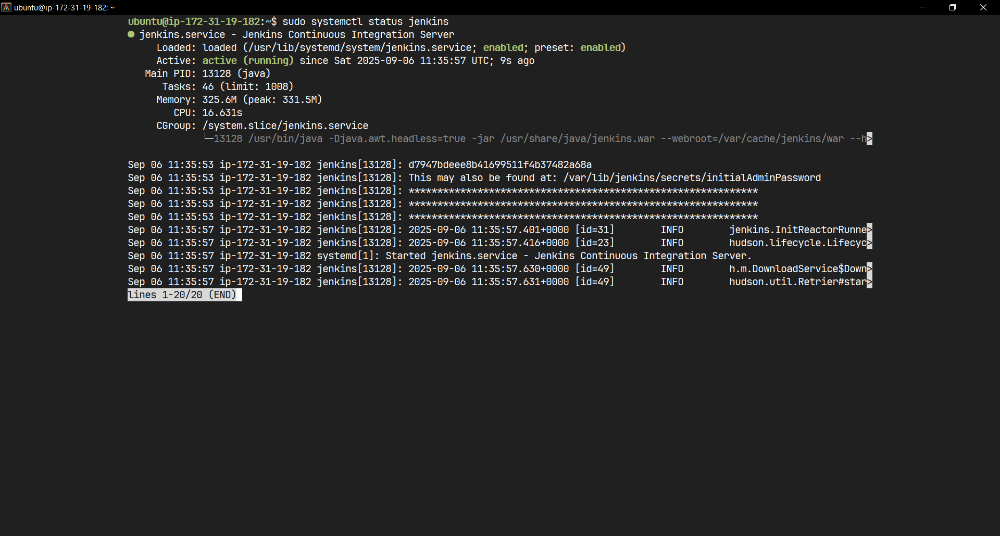 ubuntu@ip-172-31-19-182: ~
ubuntu@ip-172-31-19-182:~$ sudo systemctl status jenkins
● jenkins.service - Jenkins Continuous Integration Server
     Loaded: loaded (/usr/lib/systemd/system/jenkins.service; enabled; preset: enabled)
     Active: active (running) since Sat 2025-09-06 11:35:57 UTC; 9s ago
   Main PID: 13128 (java)
      Tasks: 46 (limit: 1008)
     Memory: 325.6M (peak: 331.5M)
        CPU: 16.631s
     CGroup: /system.slice/jenkins.service
             └─13128 /usr/bin/java -Djava.awt.headless=true -jar /usr/share/java/jenkins.war --webroot=/var/cache/jenkins/war --h>
Sep 06 11:35:53 ip-172-31-19-182 jenkins[13128]: d7947bdeee8b41699511f4b37482a68a
Sep 06 11:35:53 ip-172-31-19-182 jenkins[13128]: This may also be found at: /var/lib/jenkins/secrets/initialAdminPassword
Sep 06 11:35:53 ip-172-31-19-182 jenkins[13128]: *************************************************************
Sep 06 11:35:53 ip-172-31-19-182 jenkins[13128]: *************************************************************
Sep 06 11:35:53 ip-172-31-19-182 jenkins[13128]: *************************************************************
Sep 06 11:35:57 ip-172-31-19-182 jenkins[13128]: 2025-09-06 11:35:57.401+0000 [id=31]        INFO        jenkins.InitReactorRunne>
Sep 06 11:35:57 ip-172-31-19-182 jenkins[13128]: 2025-09-06 11:35:57.416+0000 [id=23]        INFO        hudson.lifecycle.Lifecyc>
Sep 06 11:35:57 ip-172-31-19-182 systemd[1]: Started jenkins.service - Jenkins Continuous Integration Server.
Sep 06 11:35:57 ip-172-31-19-182 jenkins[13128]: 2025-09-06 11:35:57.630+0000 [id=49]        INFO        h.m.DownloadService$Down>
Sep 06 11:35:57 ip-172-31-19-182 jenkins[13128]: 2025-09-06 11:35:57.631+0000 [id=49]        INFO        hudson.util.Retrier#star>
lines 1-20/20 (END)